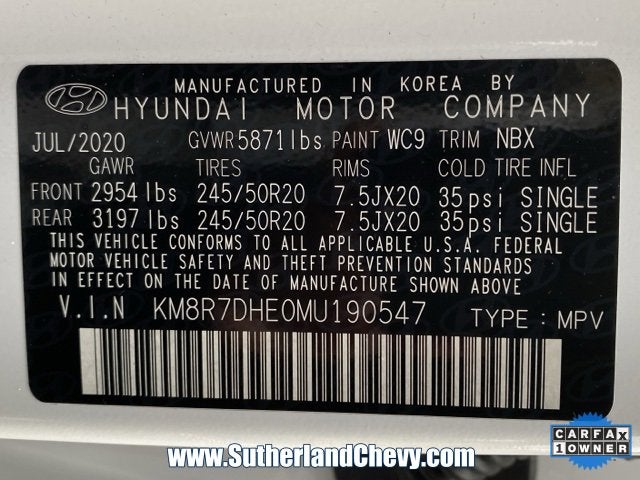 MANUFACTURED IN KOREA BY
HYUNDAI MOTOR COMPANY
JUL/2020 GVWR 5871lbs PAINT WC9 TRIM NBX
GAWR TIRES RIMS COLD TIRE INFL
FRONT 2954lbs 245/50R20 7.5JX20 35psi SINGLE
REAR 3197lbs 245/50R20 7.5JX20 35psi SINGLE
THIS VEHICLE CONFORMS TO ALL APPLICABLE U.S.A. FEDERAL
MOTOR VEHICLE SAFETY AND THEFT PREVENTION STANDARDS
IN EFFECT ON THE DATE OF MANUFACTURE SHOWN ABOVE.
V.I.N KM8R7DHE0MU190547 TYPE : MPV
CARFAX
1 OWNER
www.SutherlandChevy.com